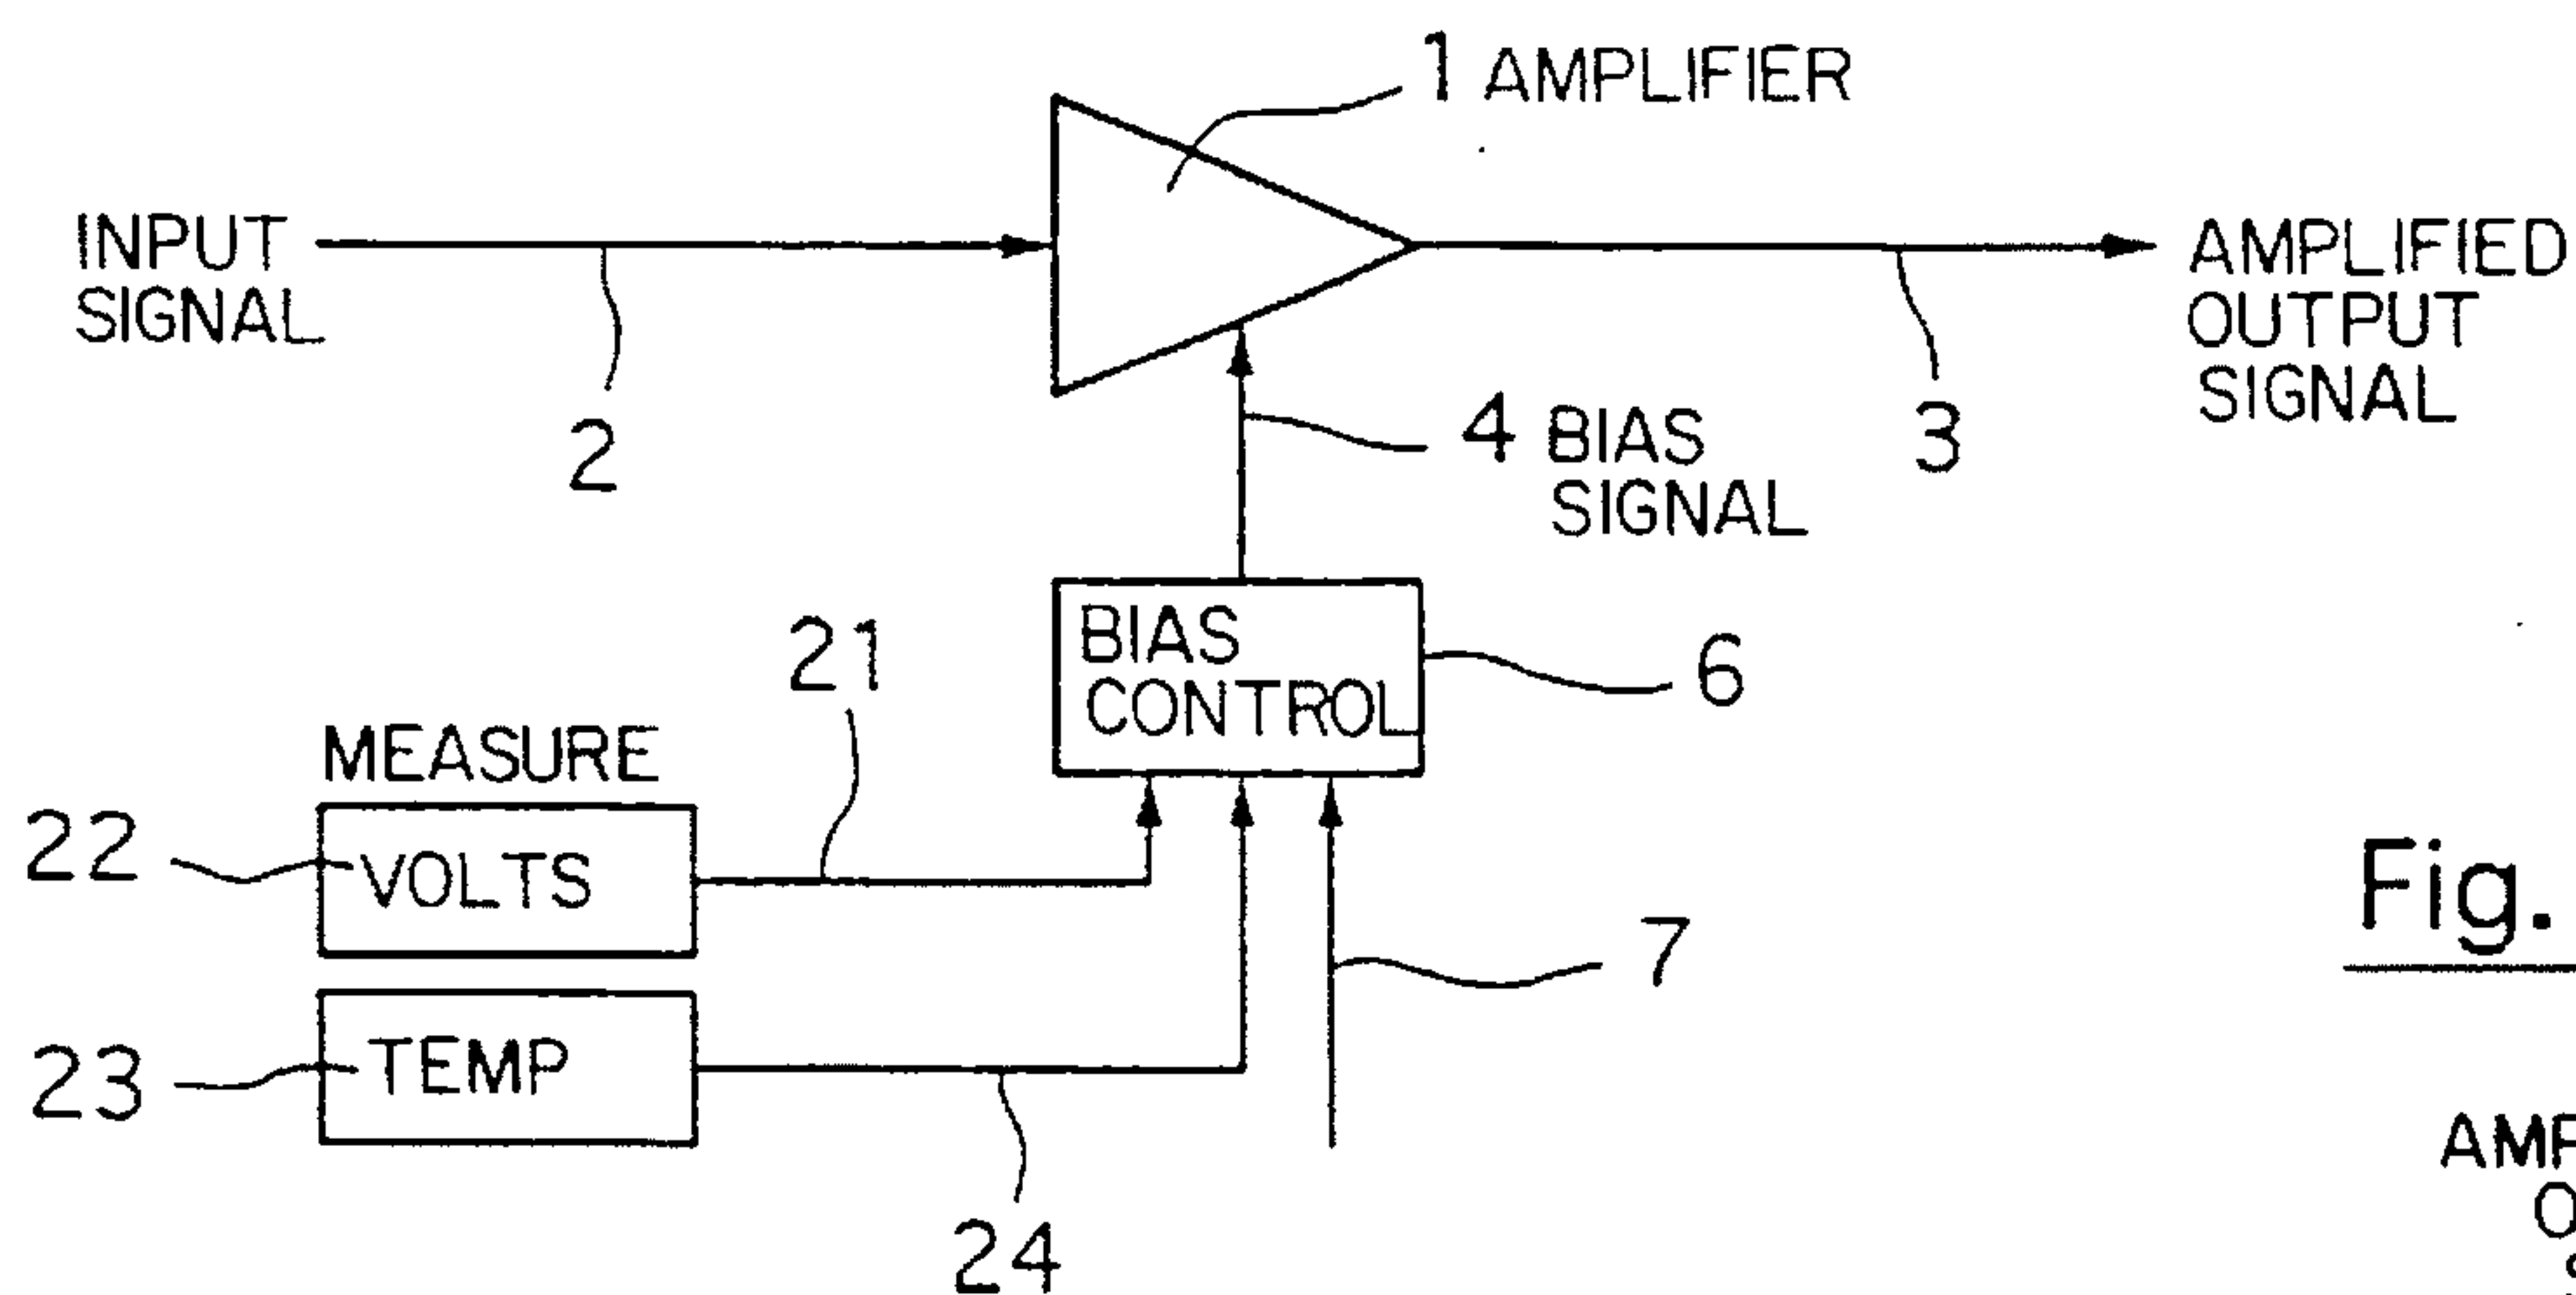 1 AMPLIFIER
INPUT
SIGNAL
2
AMPLIFIED
OUTPUT
SIGNAL
3
4 BIAS
SIGNAL
BIAS
CONTROL
6
21
MEASURE
22
VOLTS
7
23
TEMP
24
Fig.